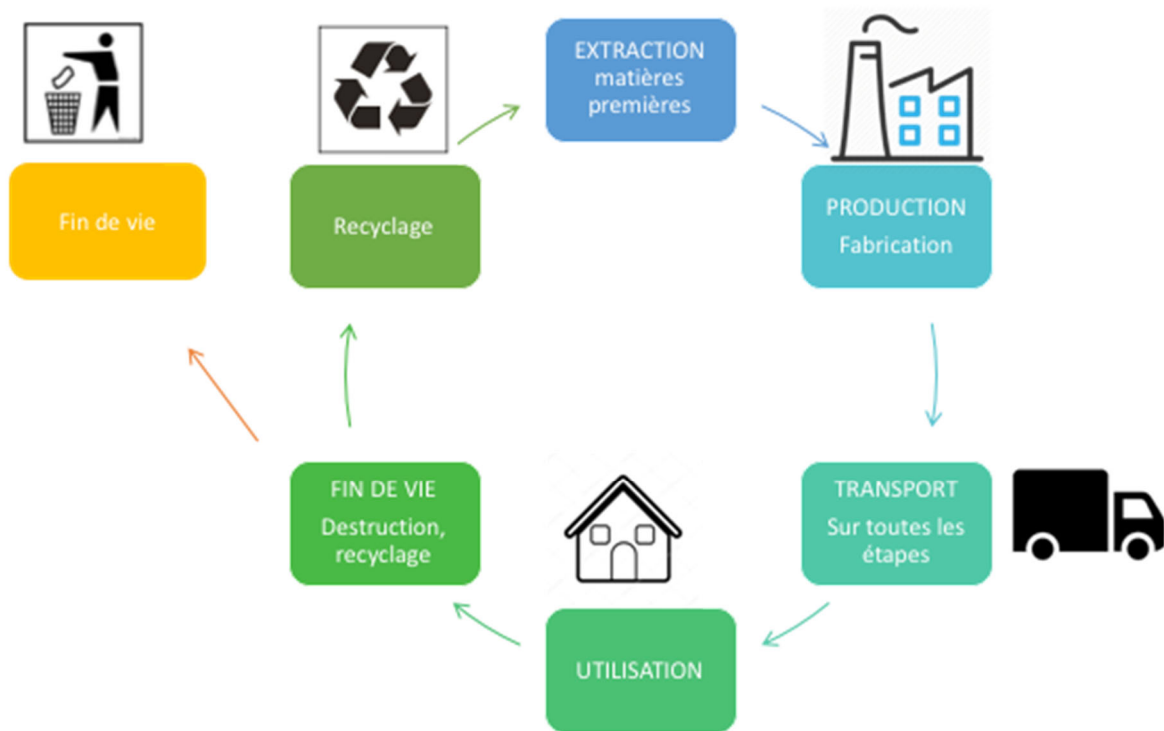 EXTRACTION
matières
premières
Fin de vie
Recyclage
PRODUCTION
Fabrication
FIN DE VIE
Destruction,
recyclage
TRANSPORT
Sur toutes les
étapes
UTILISATION